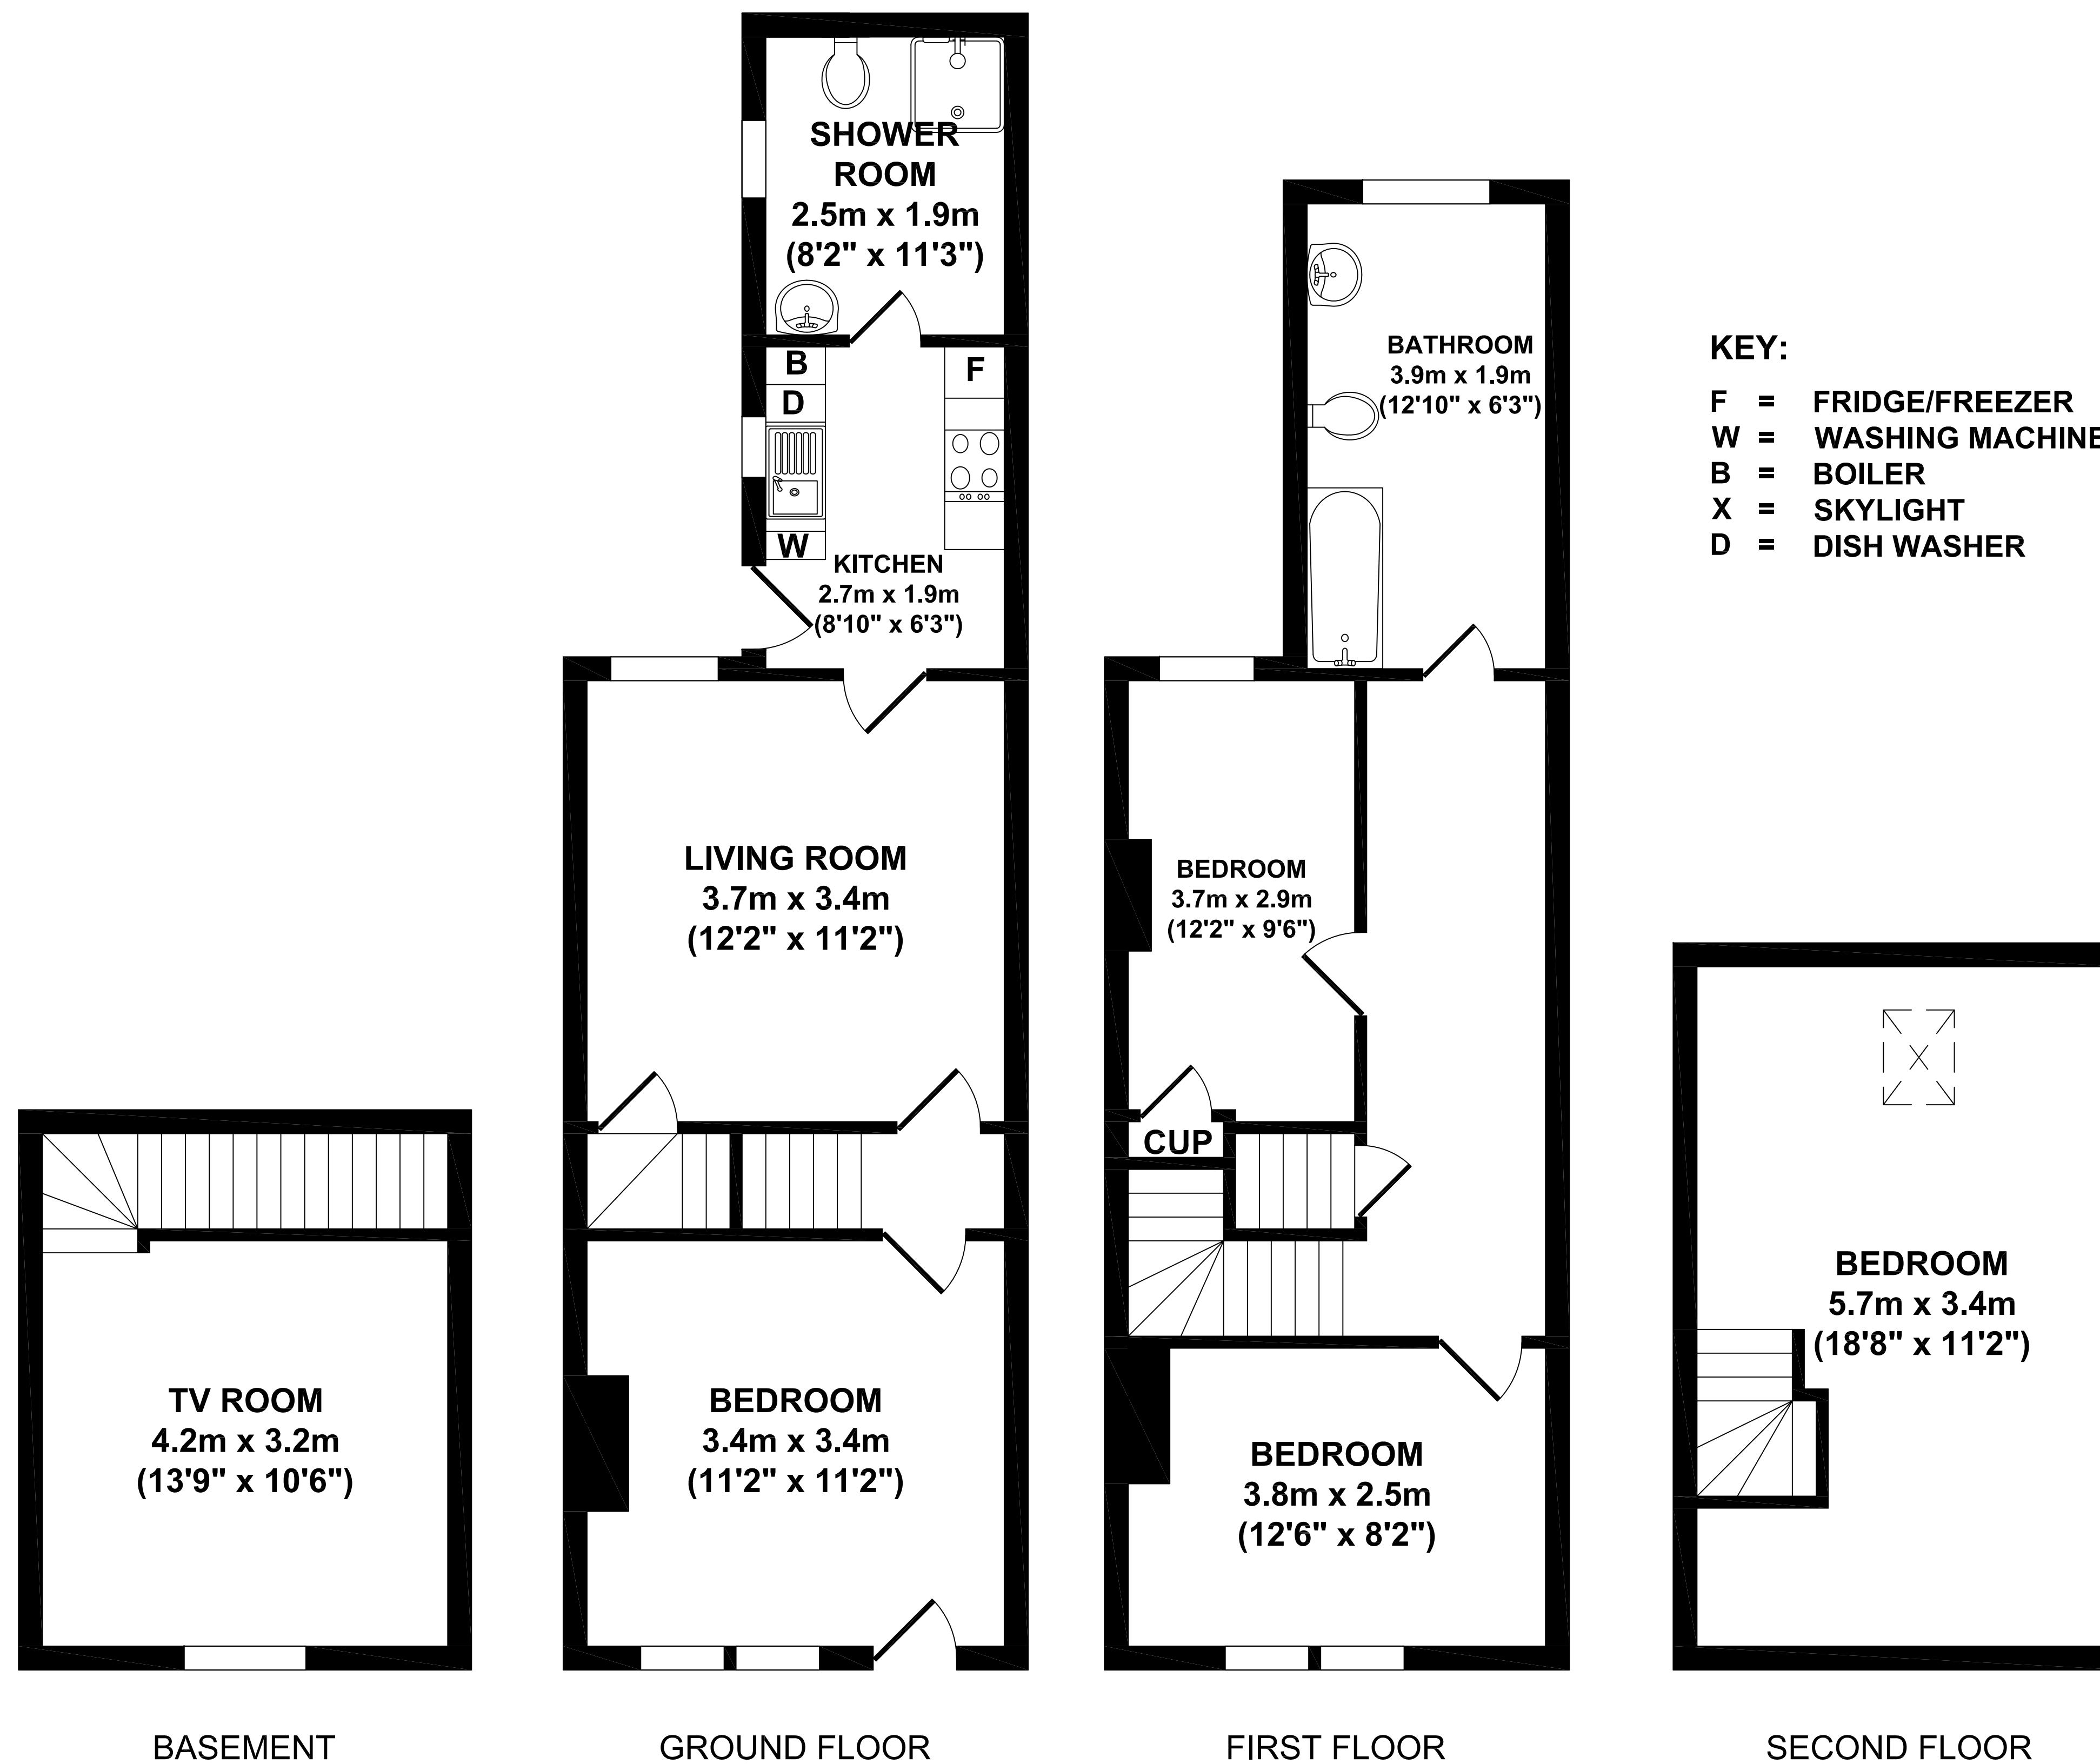 SHOWER
ROOM
2.5m x 1.9m
(8'2" x 11'3")
B
D
F
W
KITCHEN
2.7m x 1.9m
(8'10" x 6'3")
LIVING ROOM
3.7m x 3.4m
(12'2" x 11'2")
BEDROOM
3.4m x 3.4m
(11'2" x 11'2")
TV ROOM
4.2m x 3.2m
(13'9" x 10'6")
BATHROOM
3.9m x 1.9m
(12'10" x 6'3")
BEDROOM
3.7m x 2.9m
(12'2" x 9'6")
CUP
BEDROOM
3.8m x 2.5m
(12'6" x 8'2")
KEY:
F = FRIDGE/FREEZER
W = WASHING MACHINE
B = BOILER
X = SKYLIGHT
D = DISH WASHER
BEDROOM
5.7m x 3.4m
(18'8" x 11'2")
BASEMENT
GROUND FLOOR
FIRST FLOOR
SECOND FLOOR